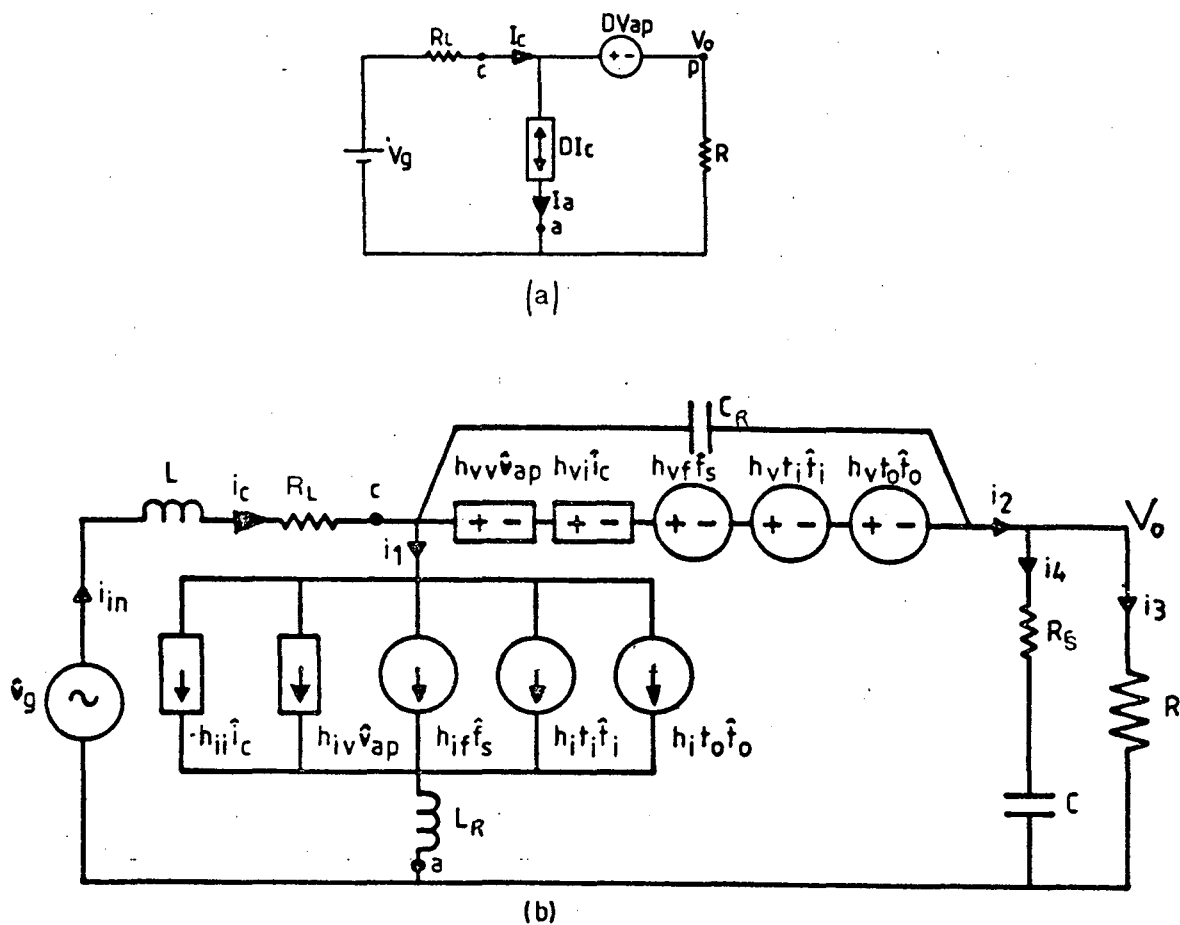 RL
Ic
DVap
Vo
c
p
Vg
DIc
R
Ia
a
(a)
CR
hvv v̂ap
hvi îc
hvf f̂s
hvti t̂i
hvto t̂o
L
ic
RL
c
i2
Vo
i1
iin
i4
i3
Rs
v̂g
~
R
hii îc
hiv v̂ap
hif f̂s
hiti t̂i
hito t̂o
C
LR
a
(b)